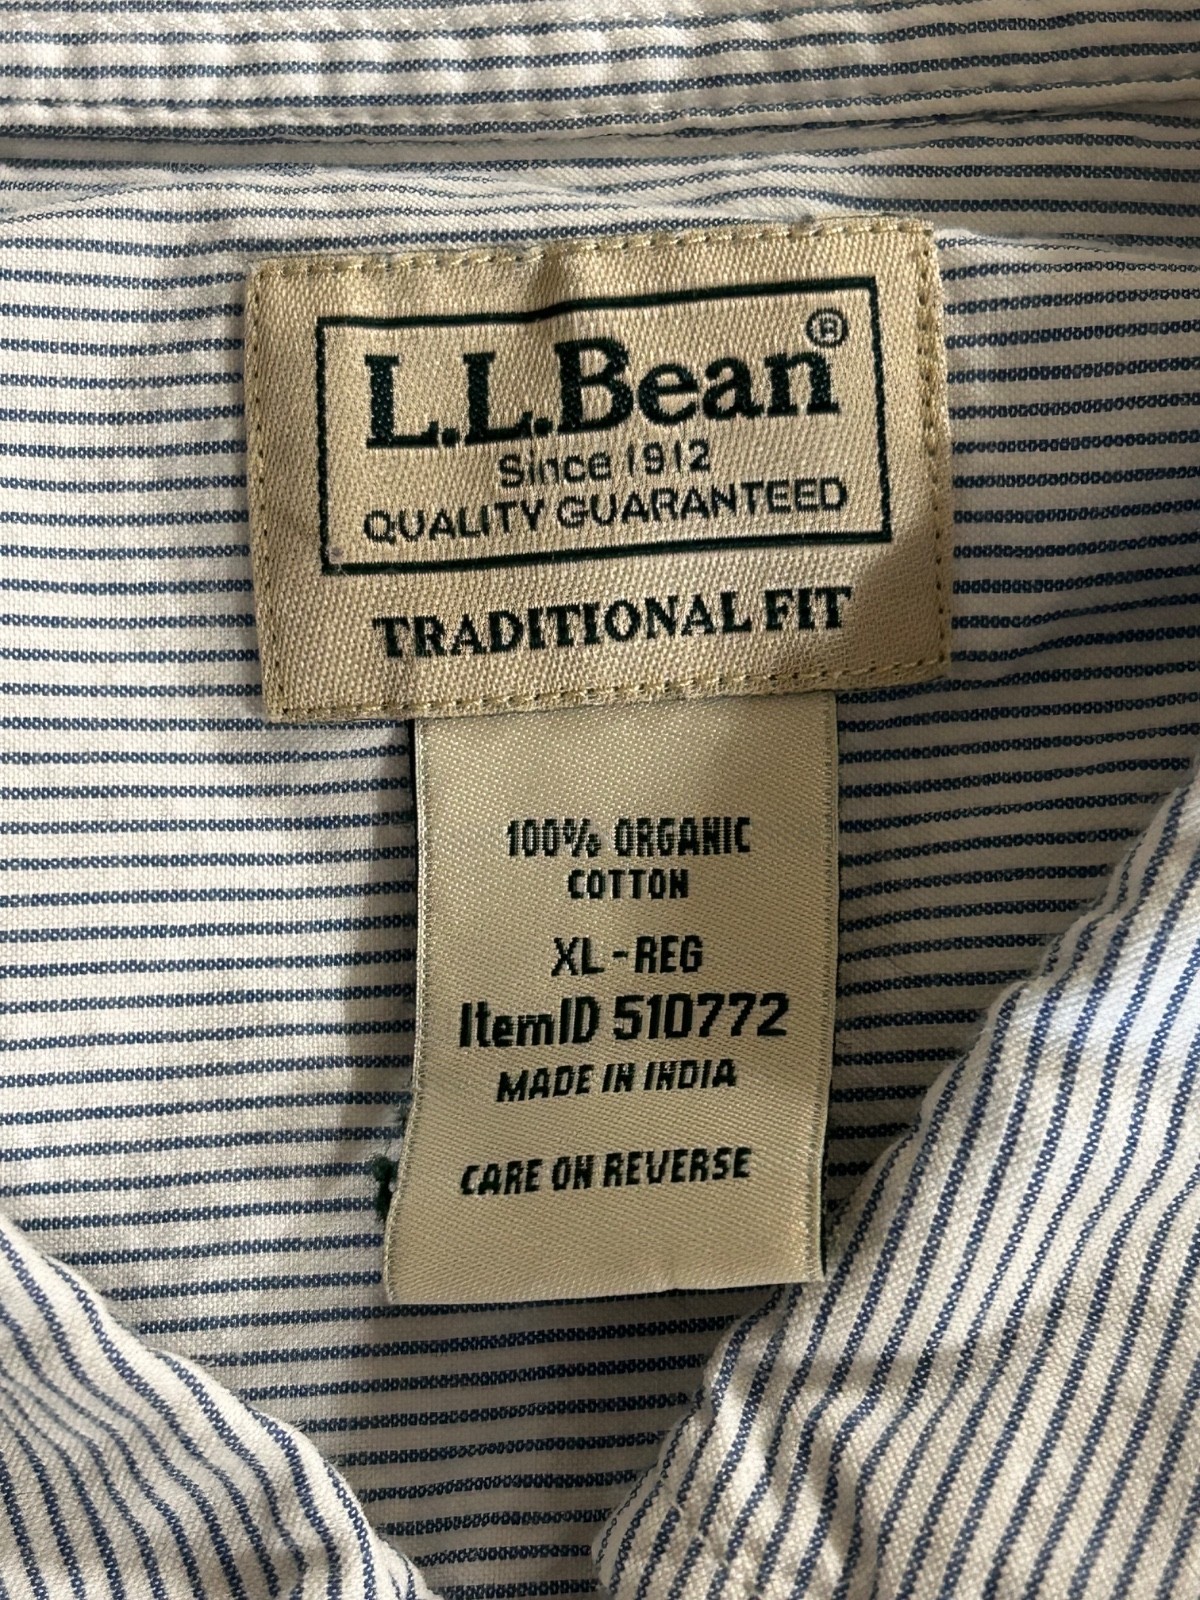 L.L.Bean®
Since 1912
QUALITY GUARANTEED
TRADITIONAL FIT
100% ORGANIC
COTTON
XL-REG
ItemID 510772
MADE IN INDIA
CARE ON REVERSE